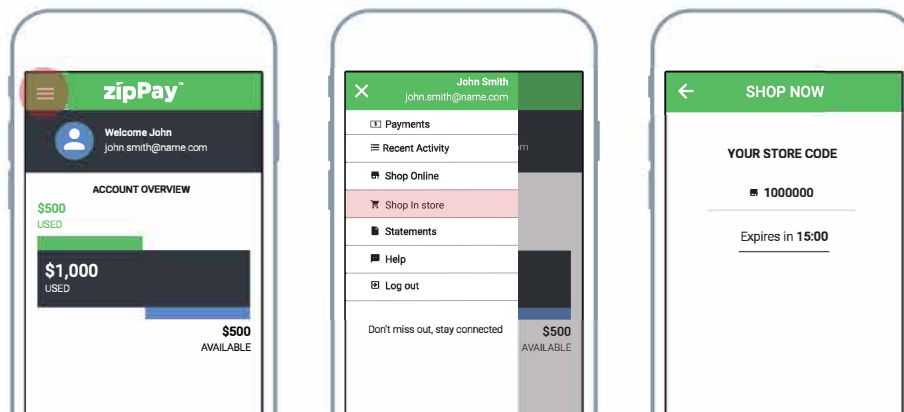 zipPay™
Welcome John
john smith@name.com
ACCOUNT OVERVIEW
$500
USED
$1,000
USED
$500
AVAILABLE
John Smith
john.smith@name.com
Payments
Recent Activity
Shop Online
Shop In store
Statements
Help
Log out
Don't miss out, stay connected
om
$500
AVAILABLE
SHOP NOW
YOUR STORE CODE
1000000
Expires in 15:00